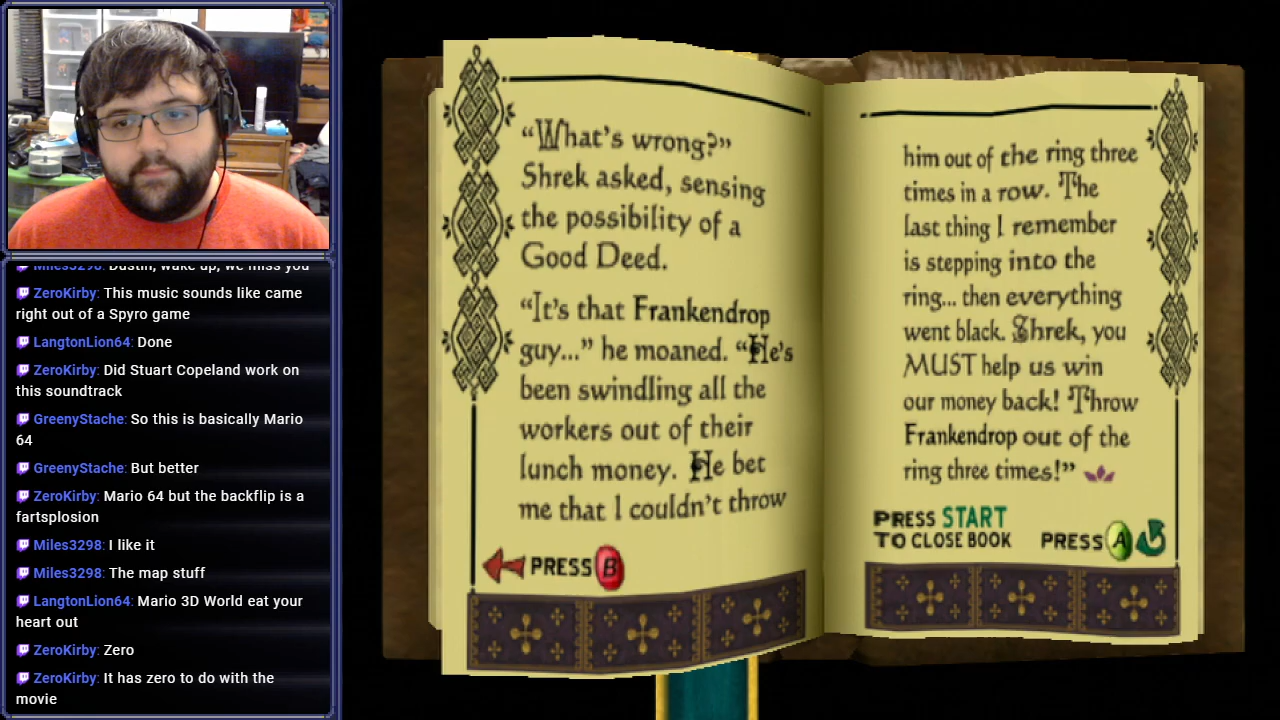 Miles3298: Dustin, wake up, we miss you
ZeroKirby: This music sounds like came
right out of a Spyro game
LangtonLion64: Done
ZeroKirby: Did Stuart Copeland work on
this soundtrack
GreenyStache: So this is basically Mario
64
GreenyStache: But better
ZeroKirby: Mario 64 but the backflip is a
fartsplosion
Miles3298: I like it
Miles3298: The map stuff
LangtonLion64: Mario 3D World eat your
heart out
ZeroKirby: Zero
ZeroKirby: It has zero to do with the
movie
“What's wrong?”
Shrek asked, sensing
the possibility of a
Good Deed.
“It's that Frankendrop
guy...” he moaned. “He's
been swindling all the
workers out of their
lunch money. He bet
me that I couldn't throw
PRESS B
him out of the ring three
times in a row. The
last thing I remember
is stepping into the
ring... then everything
went black. Shrek, you
MUST help us win
our money back! Throw
Frankendrop out of the
ring three times!”
PRESS START
TO CLOSE BOOK
PRESS A